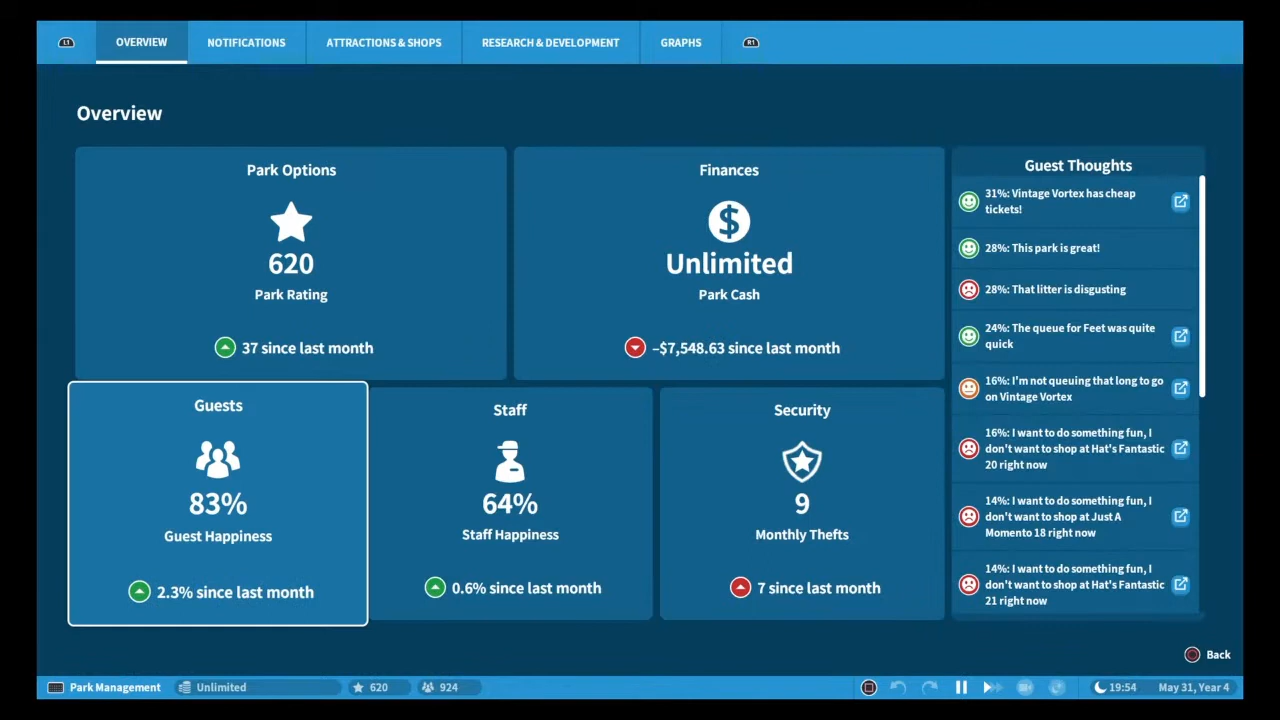 L1
OVERVIEW
NOTIFICATIONS
ATTRACTIONS & SHOPS
RESEARCH & DEVELOPMENT
GRAPHS
R1
Overview
Park Options
620
Park Rating
37 since last month
Finances
$
Unlimited
Park Cash
–$7,548.63 since last month
Guests
83%
Guest Happiness
2.3% since last month
Staff
64%
Staff Happiness
0.6% since last month
Security
9
Monthly Thefts
7 since last month
Guest Thoughts
31%: Vintage Vortex has cheap
tickets!
28%: This park is great!
28%: That litter is disgusting
24%: The queue for Feet was quite
quick
16%: I'm not queuing that long to go
on Vintage Vortex
16%: I want to do something fun, I
don't want to shop at Hat's Fantastic
20 right now
14%: I want to do something fun, I
don't want to shop at Just A
Momento 18 right now
14%: I want to do something fun, I
don't want to shop at Hat's Fantastic
21 right now
Back
Park Management
Unlimited
620
924
19:54
May 31, Year 4